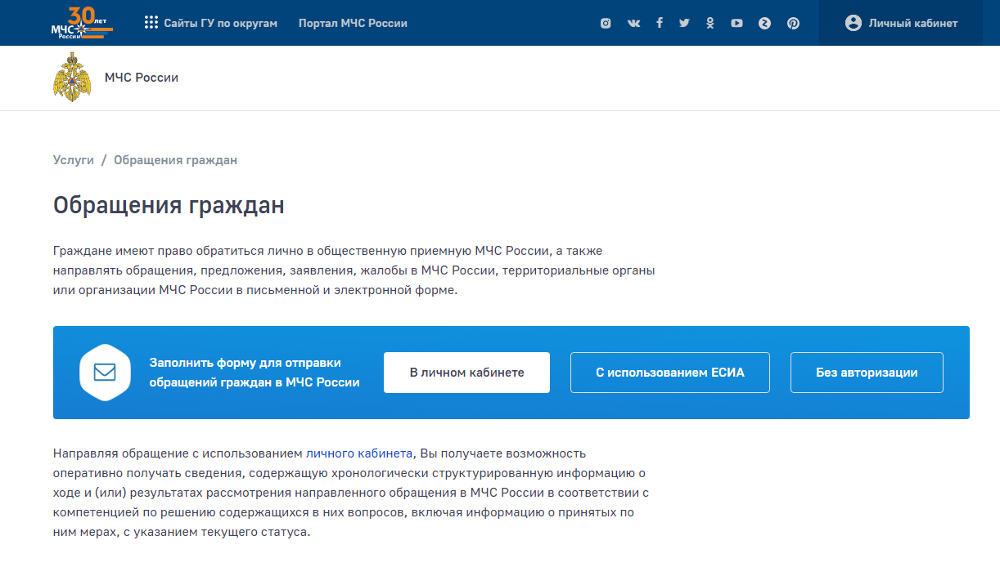 30 лет
МЧС
России
Сайты ГУ по округам
Портал МЧС России
Личный кабинет
МЧС России
Услуги / Обращения граждан
Обращения граждан
Граждане имеют право обратиться лично в общественную приемную МЧС России, а также
направлять обращения, предложения, заявления, жалобы в МЧС России, территориальные органы
или организации МЧС России в письменной и электронной форме.
Заполнить форму для отправки
обращений граждан в МЧС России
В личном кабинете
С использованием ЕСИА
Без авторизации
Направляя обращение с использованием личного кабинета, Вы получаете возможность
оперативно получать сведения, содержащую хронологически структурированную информацию о
ходе и (или) результатах рассмотрения направленного обращения в МЧС России в соответствии с
компетенцией по решению содержащихся в них вопросов, включая информацию о принятых по
ним мерах, с указанием текущего статуса.